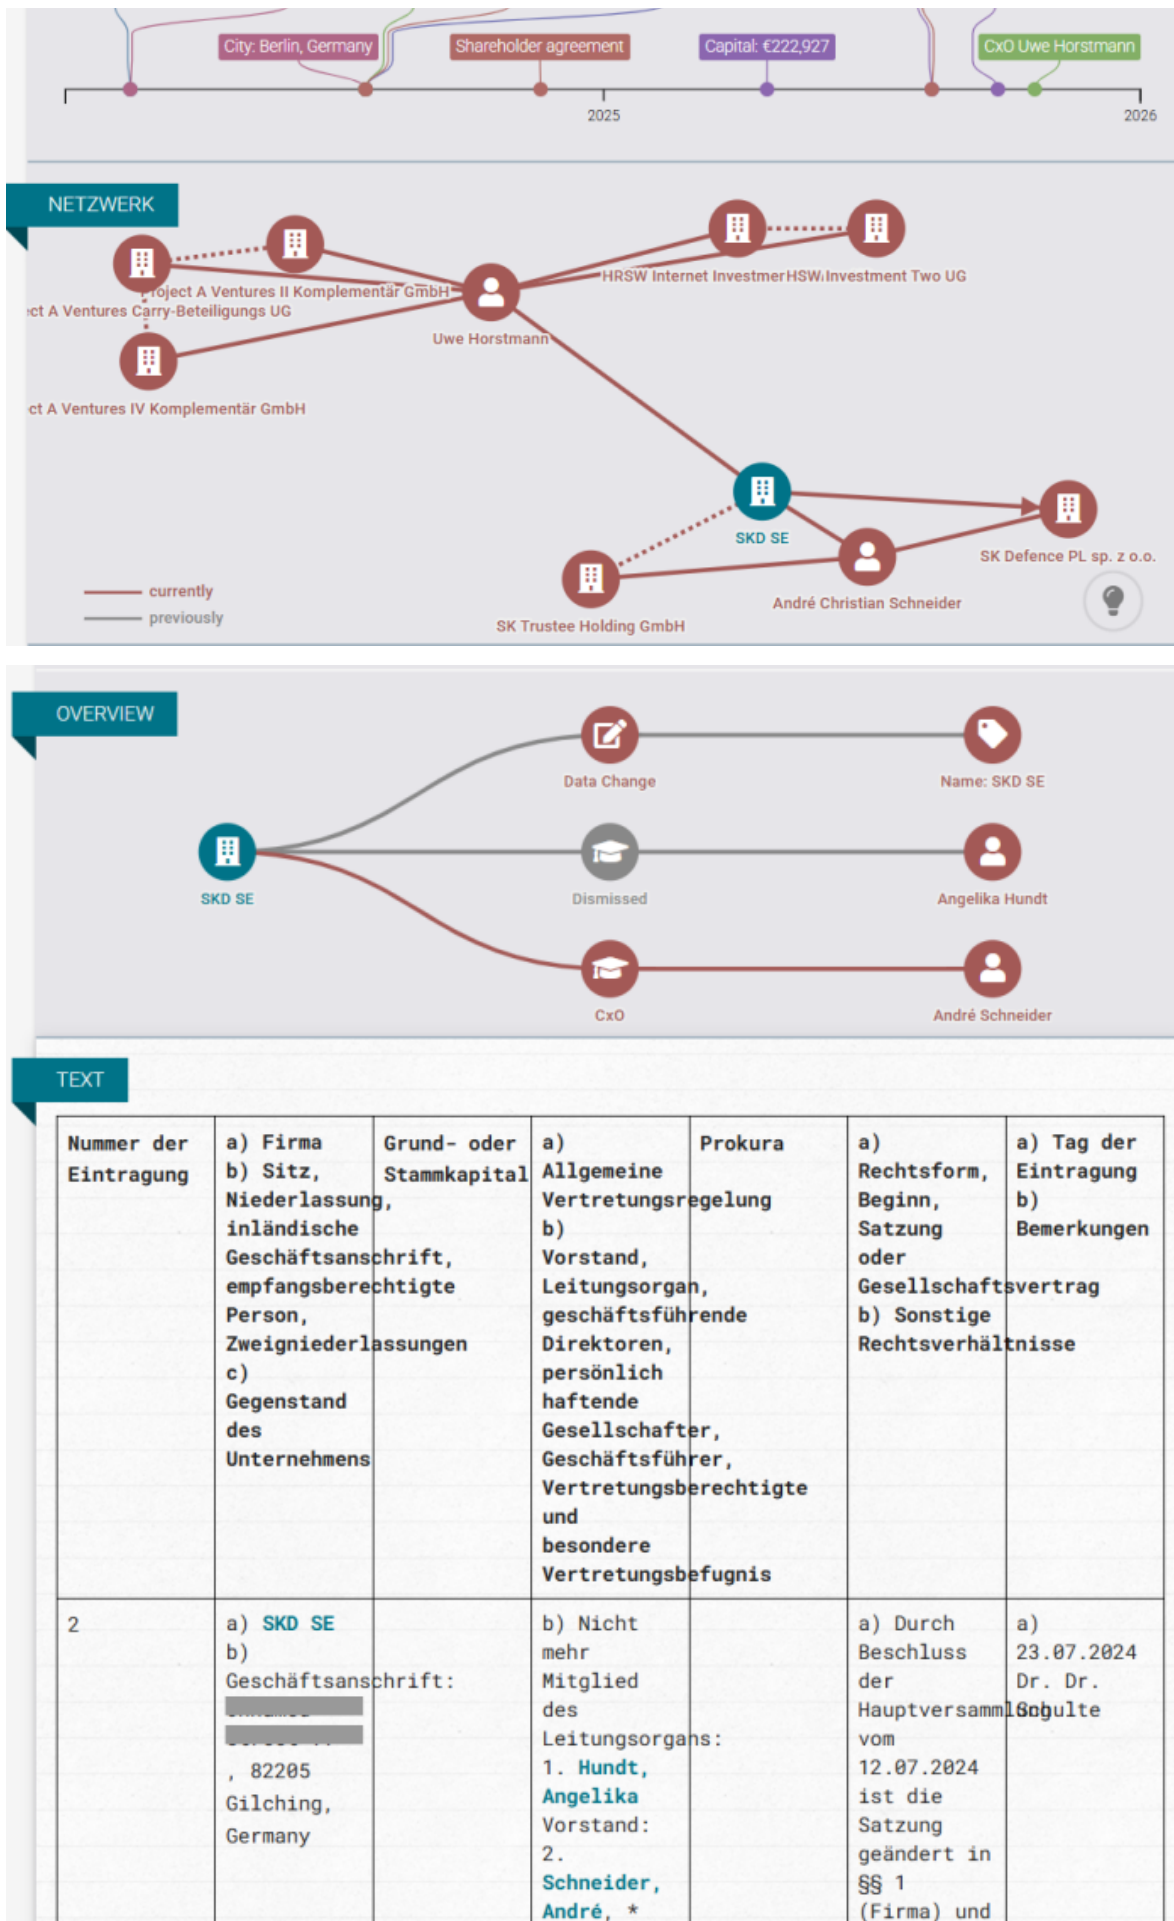 City: Berlin, Germany
Shareholder agreement
Capital: €222,927
CxO Uwe Horstmann
2025
2026
NETZWERK
HRSW Internet
Investment Two UG
Project A Ventures II Komplementär GmbH
ct A Ventures Carry-Beteiligungs UG
Uwe Horstmann
ct A Ventures IV Komplementär GmbH
SKD SE
SK Defence PL sp. z o.o.
André Christian Schneider
SK Trustee Holding GmbH
currently
previously
OVERVIEW
Data Change
Name: SKD SE
SKD SE
Dismissed
Angelika Hundt
CxO
André Schneider
TEXT
Nummer der
Eintragung
a) Firma
b) Sitz,
Niederlassung,
inländische
Geschäftsanschrift,
empfangsberechtigte
Person,
Zweigniederlassungen
c)
Gegenstand
des
Unternehmens
Grund- oder
Stammkapital
a)
Allgemeine
Vertretungsregelung
b)
Vorstand,
Leitungsorgan,
geschäftsführende
Direktoren,
persönlich
haftende
Gesellschafter,
Geschäftsführer,
Vertretungsberechtigte
und
besondere
Vertretungsbefugnis
Prokura
a)
Rechtsform,
Beginn,
Satzung
oder
Gesellschaftsvertrag
b) Sonstige
Rechtsverhältnisse
a) Tag der
Eintragung
b)
Bemerkungen
2
a) SKD SE
b)
Geschäftsanschrift:
, 82205
Gilching,
Germany
b) Nicht
mehr
Mitglied
des
Leitungsorgans:
1. Hundt,
Angelika
Vorstand:
2.
Schneider,
André, *
a) Durch
Beschluss
der
Hauptversammlung
vom
12.07.2024
ist die
Satzung
geändert in
§§ 1
(Firma) und
a)
23.07.2024
Dr. Dr.
Schulte